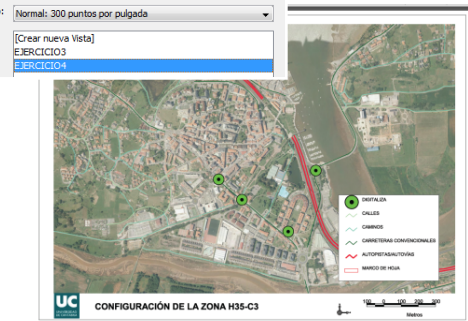 Normal: 300 puntos por pulgada
[Crear nueva Vista]
EJERCICIO3
EJERCICIO4
DIGITALIZA
CALLES
CAMINOS
CARRETERAS CONVENCIONALES
AUTOPISTAS/AUTOVÍAS
MARCO DE HOJA
UC
CONFIGURACIÓN DE LA ZONA H35-C3
100 0 100 200 300
Metros